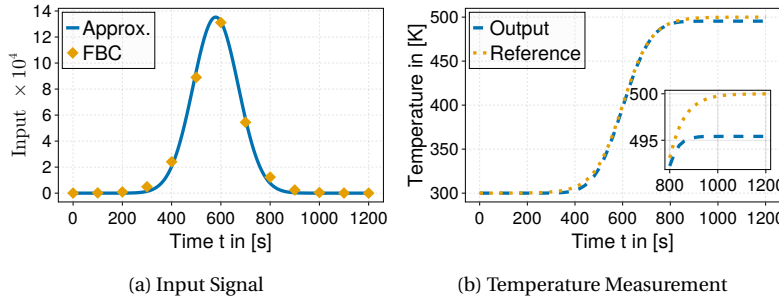 14
12
10
8
6
4
2
0
Input × 10⁴
Approx.
FBC
0 200 400 600 800 1000 1200
Time t in [s]
(a) Input Signal
500
450
400
350
300
Temperature in [K]
Output
Reference
500
495
800 1000 1200
0 200 400 600 800 1000 1200
Time t in [s]
(b) Temperature Measurement